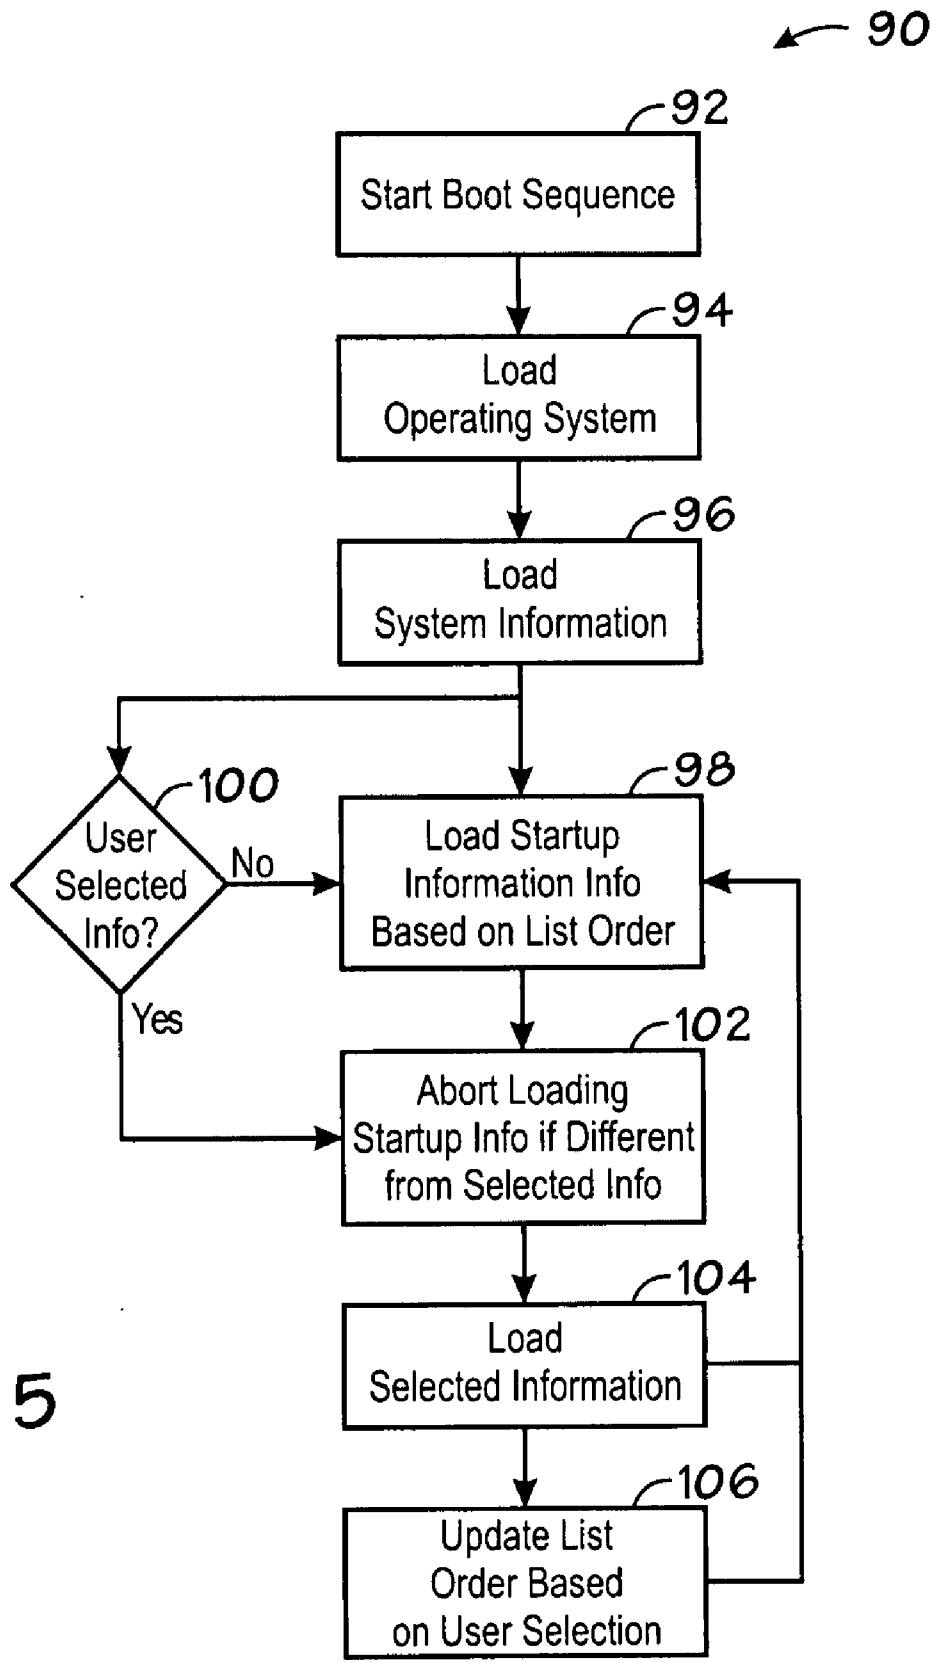 90
92
Start Boot Sequence
94
Load
Operating System
96
Load
System Information
100
User
Selected
Info?
No
Yes
98
Load Startup
Information Info
Based on List Order
102
Abort Loading
Startup Info if Different
from Selected Info
104
Load
Selected Information
5
106
Update List
Order Based
on User Selection